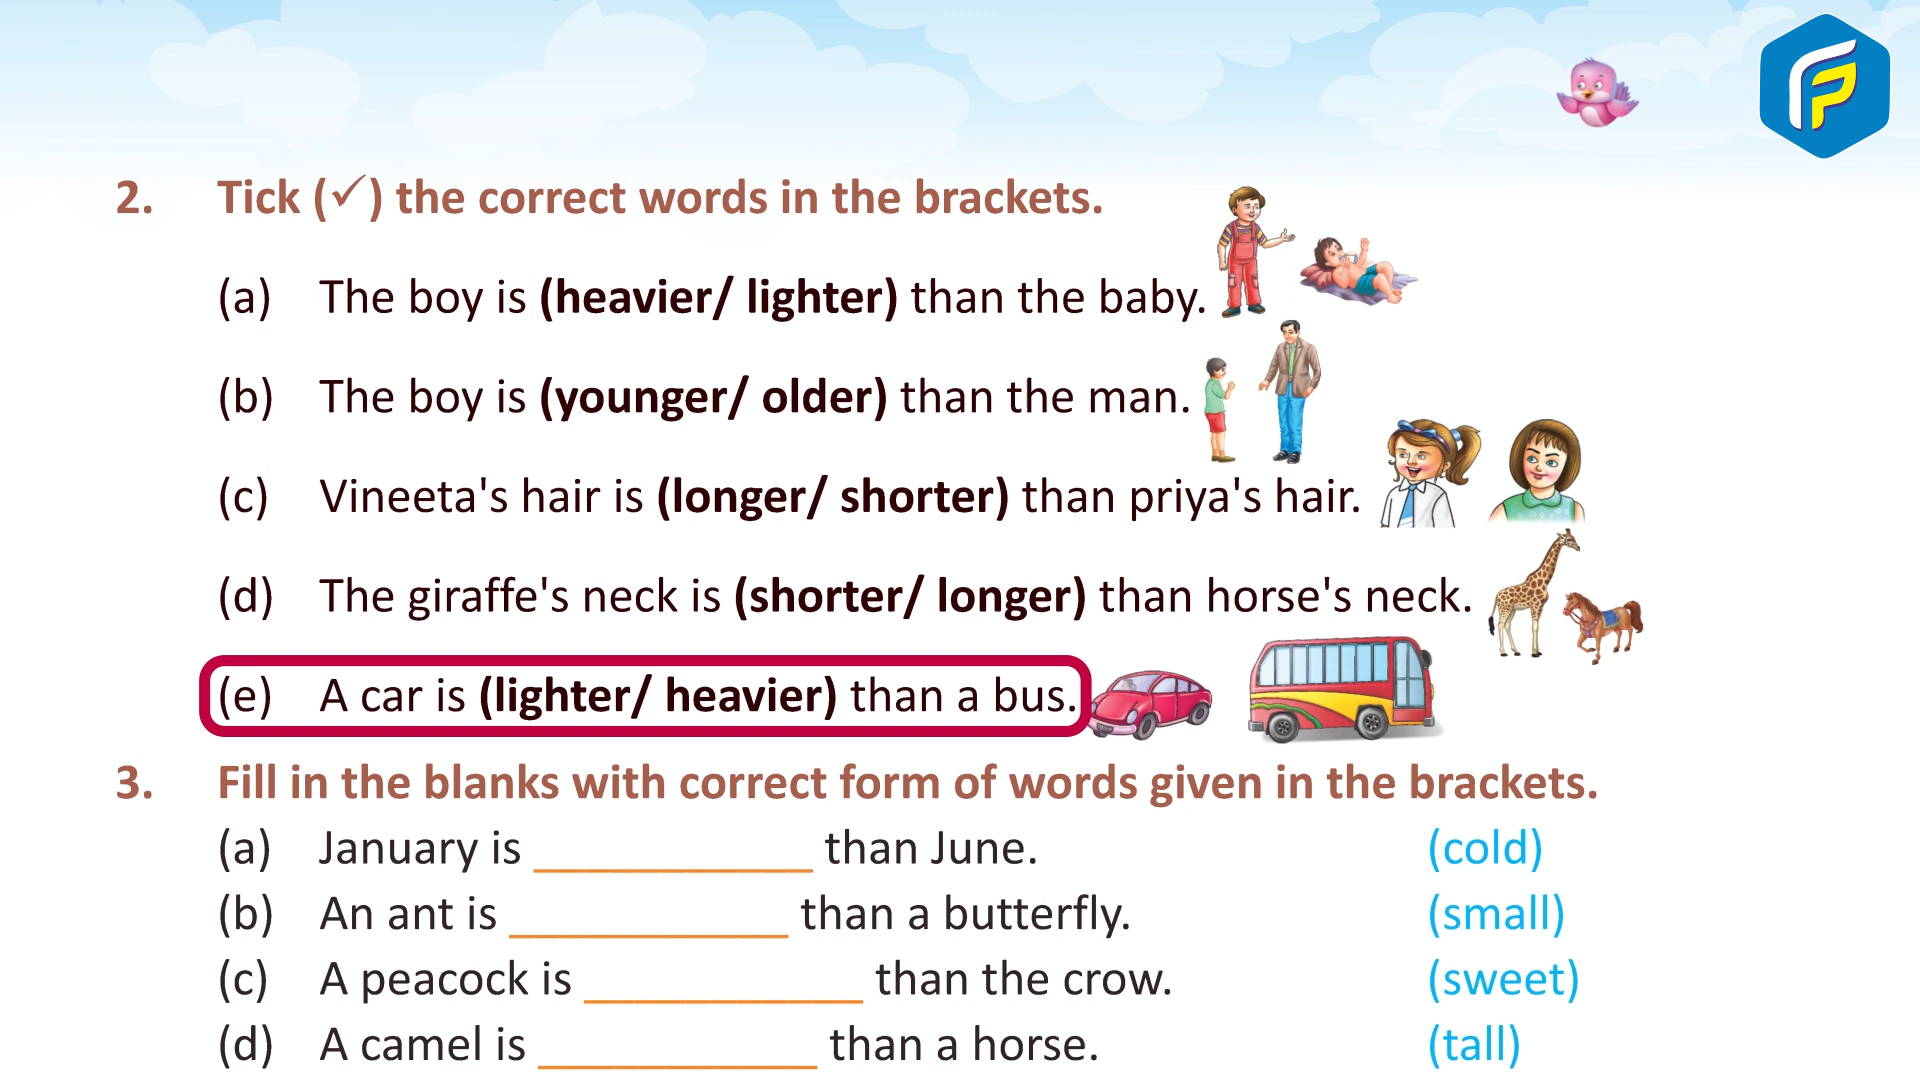 2. Tick (✓) the correct words in the brackets.
(a) The boy is (heavier/ lighter) than the baby.
(b) The boy is (younger/ older) than the man.
(c) Vineeta's hair is (longer/ shorter) than priya's hair.
(d) The giraffe's neck is (shorter/ longer) than horse's neck.
(e) A car is (lighter/ heavier) than a bus.
3. Fill in the blanks with correct form of words given in the brackets.
(a) January is ___________ than June. (cold)
(b) An ant is ___________ than a butterfly. (small)
(c) A peacock is ___________ than the crow. (sweet)
(d) A camel is ___________ than a horse. (tall)